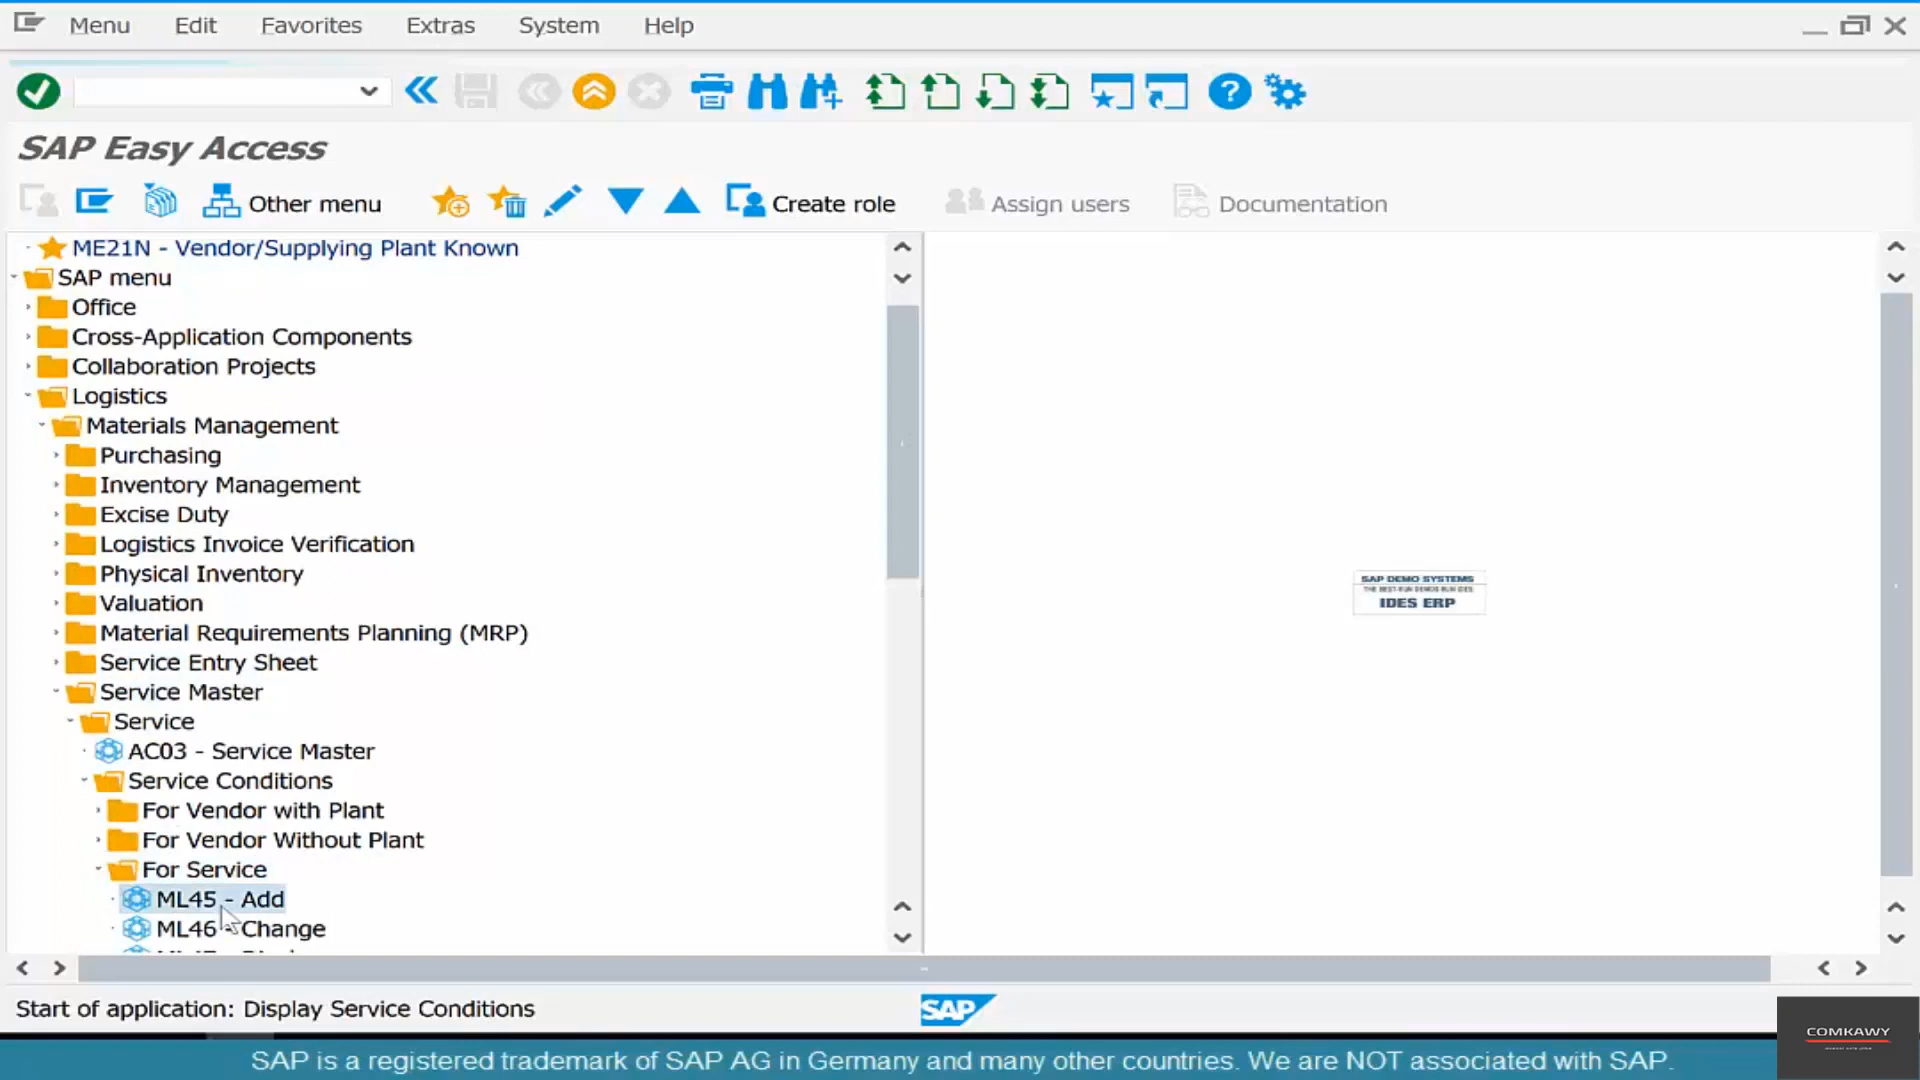 Menu Edit Favorites Extras System Help
SAP Easy Access
Other menu Create role Assign users Documentation
ME21N - Vendor/Supplying Plant Known
SAP menu
Office
Cross-Application Components
Collaboration Projects
Logistics
Materials Management
Purchasing
Inventory Management
Excise Duty
Logistics Invoice Verification
Physical Inventory
Valuation
Material Requirements Planning (MRP)
Service Entry Sheet
Service Master
Service
AC03 - Service Master
Service Conditions
For Vendor with Plant
For Vendor Without Plant
For Service
ML45 - Add
ML46 - Change
SAP DEMO SYSTEMS
IDES ERP
Start of application: Display Service Conditions
SAP
COMKAWY
SAP is a registered trademark of SAP AG in Germany and many other countries. We are NOT associated with SAP.